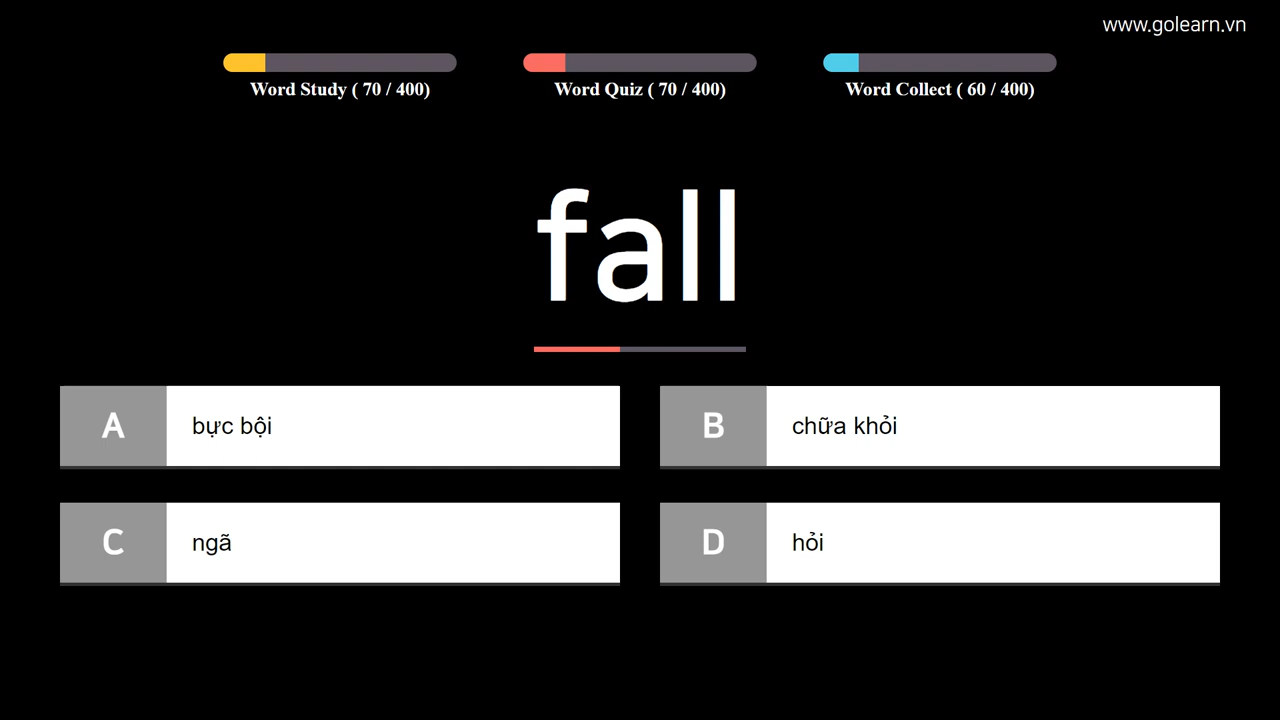 www.golearn.vn
Word Study ( 70 / 400)
Word Quiz ( 70 / 400)
Word Collect ( 60 / 400)
fall
A bực bội
B chữa khỏi
C ngã
D hỏi